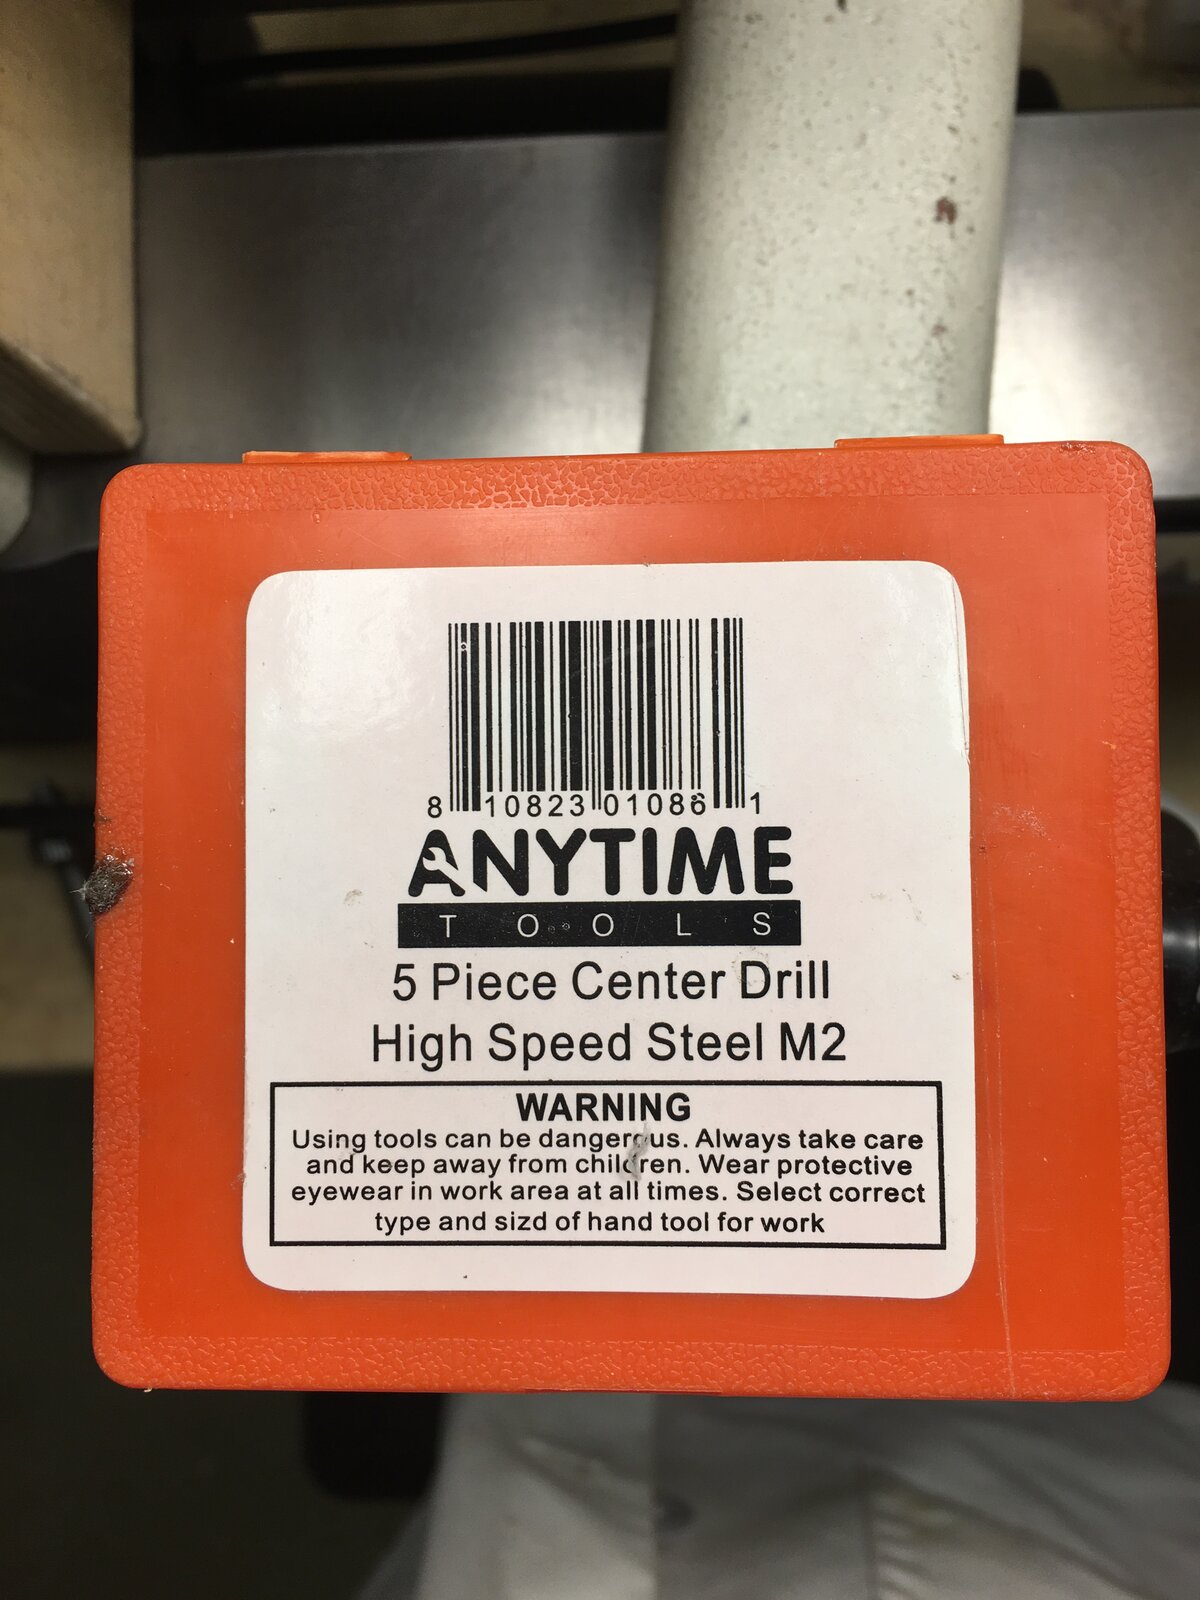 8 10823 01086 1
ANYTIME
TOOLS
5 Piece Center Drill
High Speed Steel M2
WARNING
Using tools can be dangerous. Always take care
and keep away from children. Wear protective
eyewear in work area at all times. Select correct
type and sizd of hand tool for work